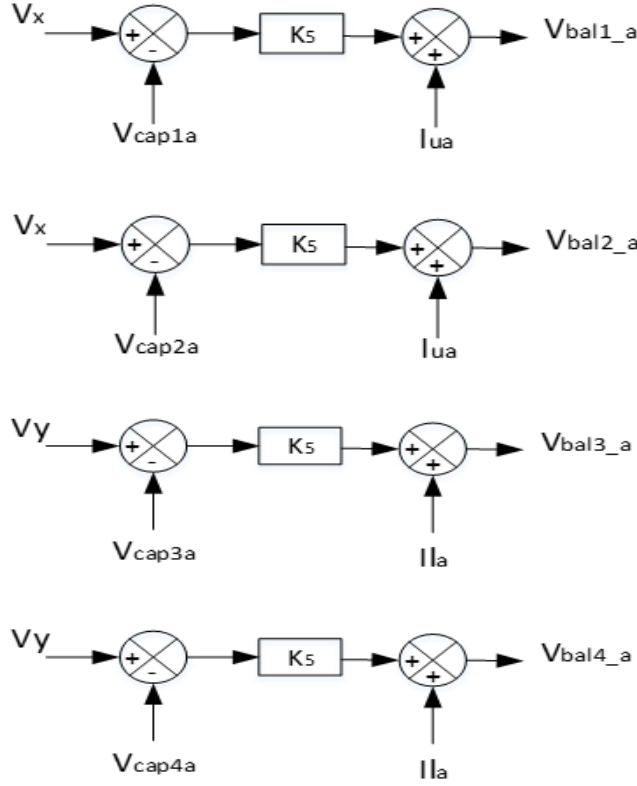 Vx + - K5 + + Vbal1_a
Vcap1a Iua
Vx + - K5 + + Vbal2_a
Vcap2a Iua
Vy + - K5 + + Vbal3_a
Vcap3a Ila
Vy + - K5 + + Vbal4_a
Vcap4a Ila